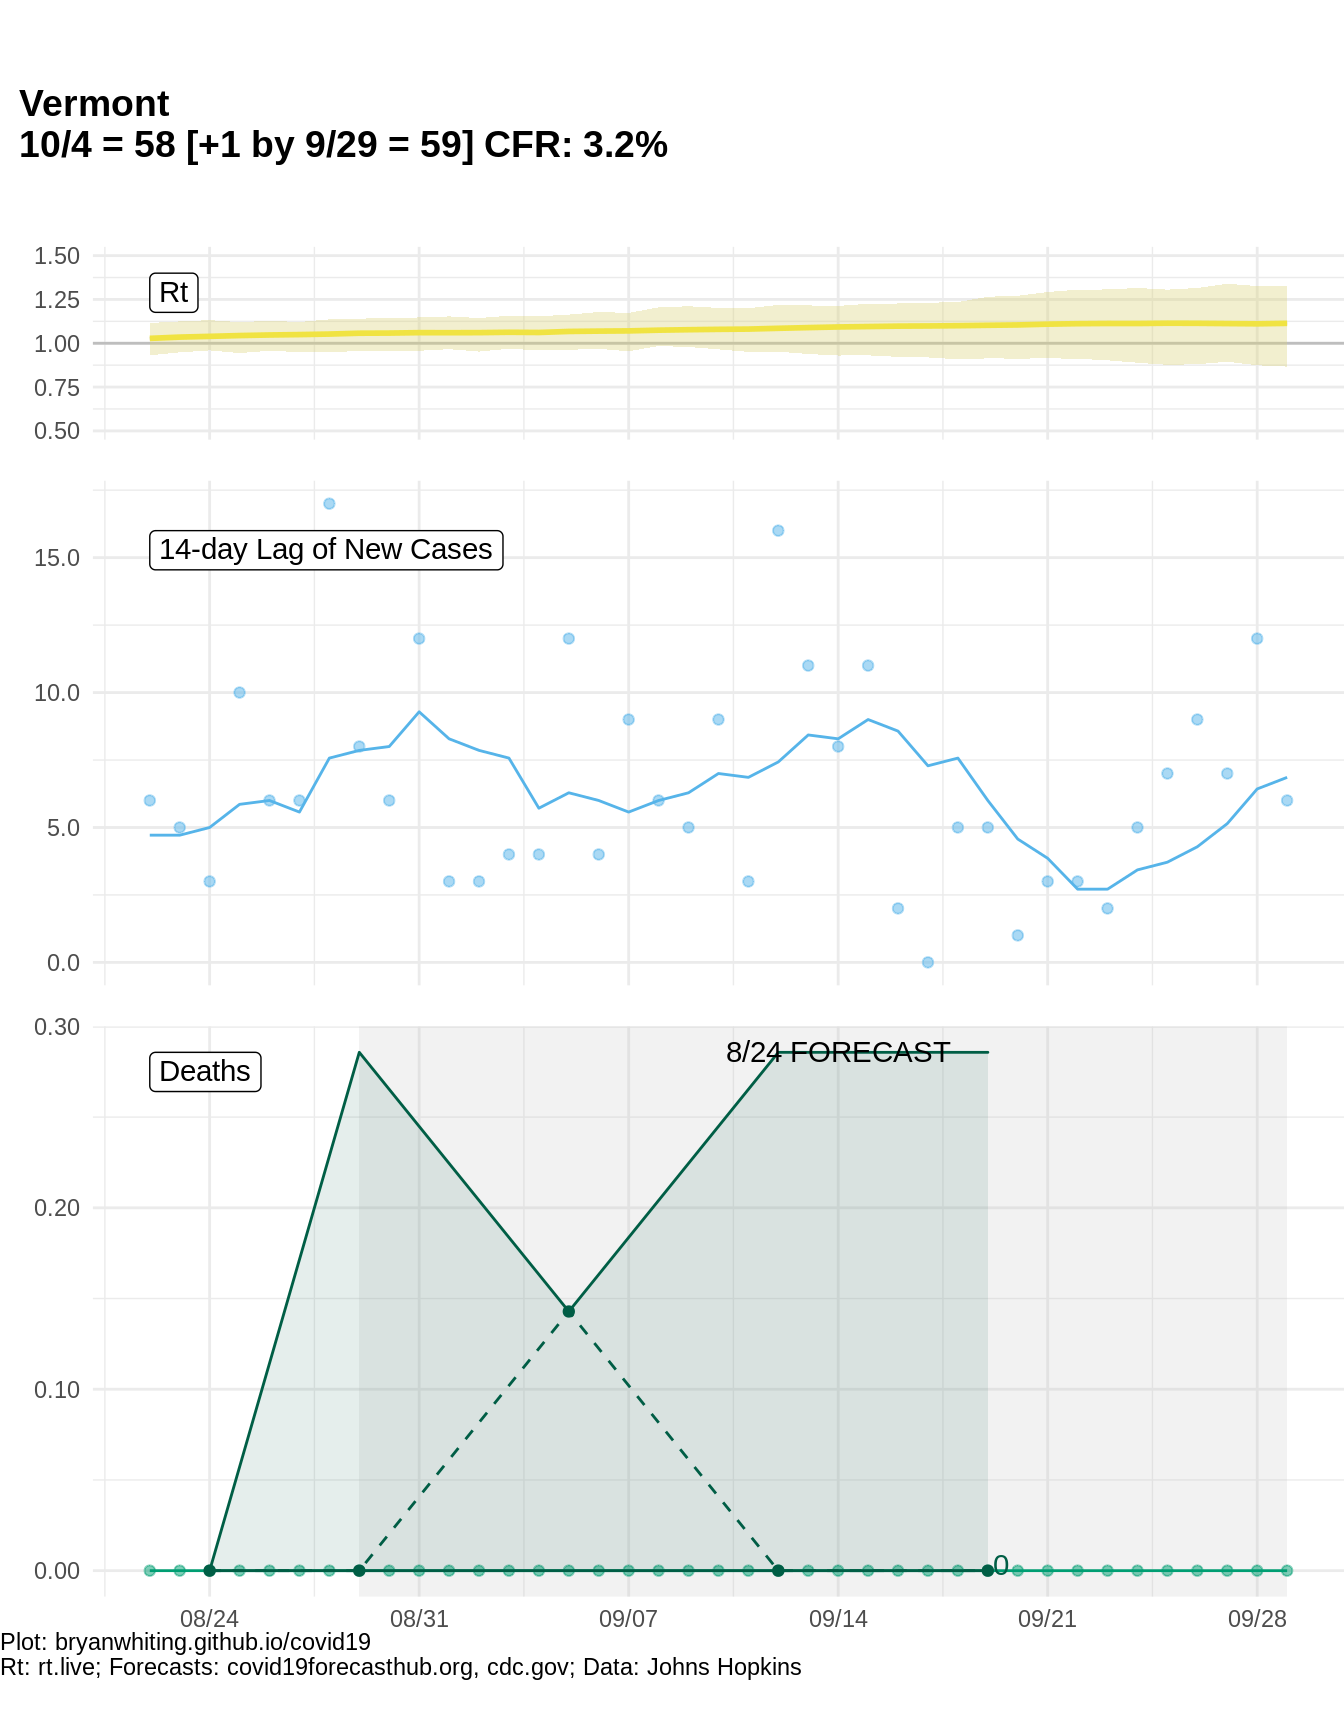 Vermont
10/4 = 58 [+1 by 9/29 = 59] CFR: 3.2%
1.50
Rt
1.25
1.00
0.75
0.50
14-day Lag of New Cases
15.0
10.0
5.0
0.0
0.30
8/24 FORECAST
Deaths
0.20
0.10
0.00
0
08/24 08/31 09/07 09/14 09/21 09/28
Plot: bryanwhiting.github.io/covid19
Rt: rt.live; Forecasts: covid19forecasthub.org, cdc.gov; Data: Johns Hopkins